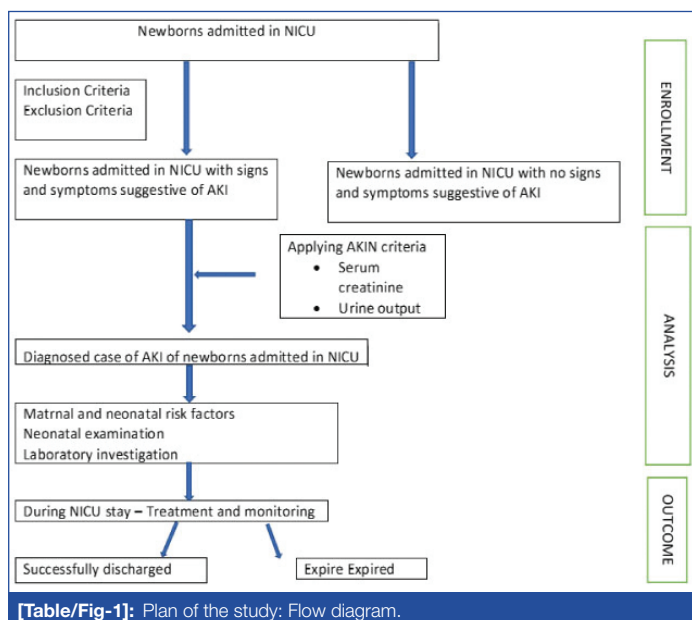 Newborns admitted in NICU
Inclusion Criteria
Exclusion Criteria
ENROLLMENT
Newborns admitted in NICU with signs
and symptoms suggestive of AKI
Newborns admitted in NICU with no signs
and symptoms suggestive of AKI
Applying AKIN criteria
• Serum
creatinine
• Urine output
ANALYSIS
Diagnosed case of AKI of newborns admitted in NICU
Matrnal and neonatal risk factors
Neonatal examination
Laboratory investigation
During NICU stay – Treatment and monitoring
OUTCOME
Successfully discharged
Expire Expired
[Table/Fig-1]: Plan of the study: Flow diagram.